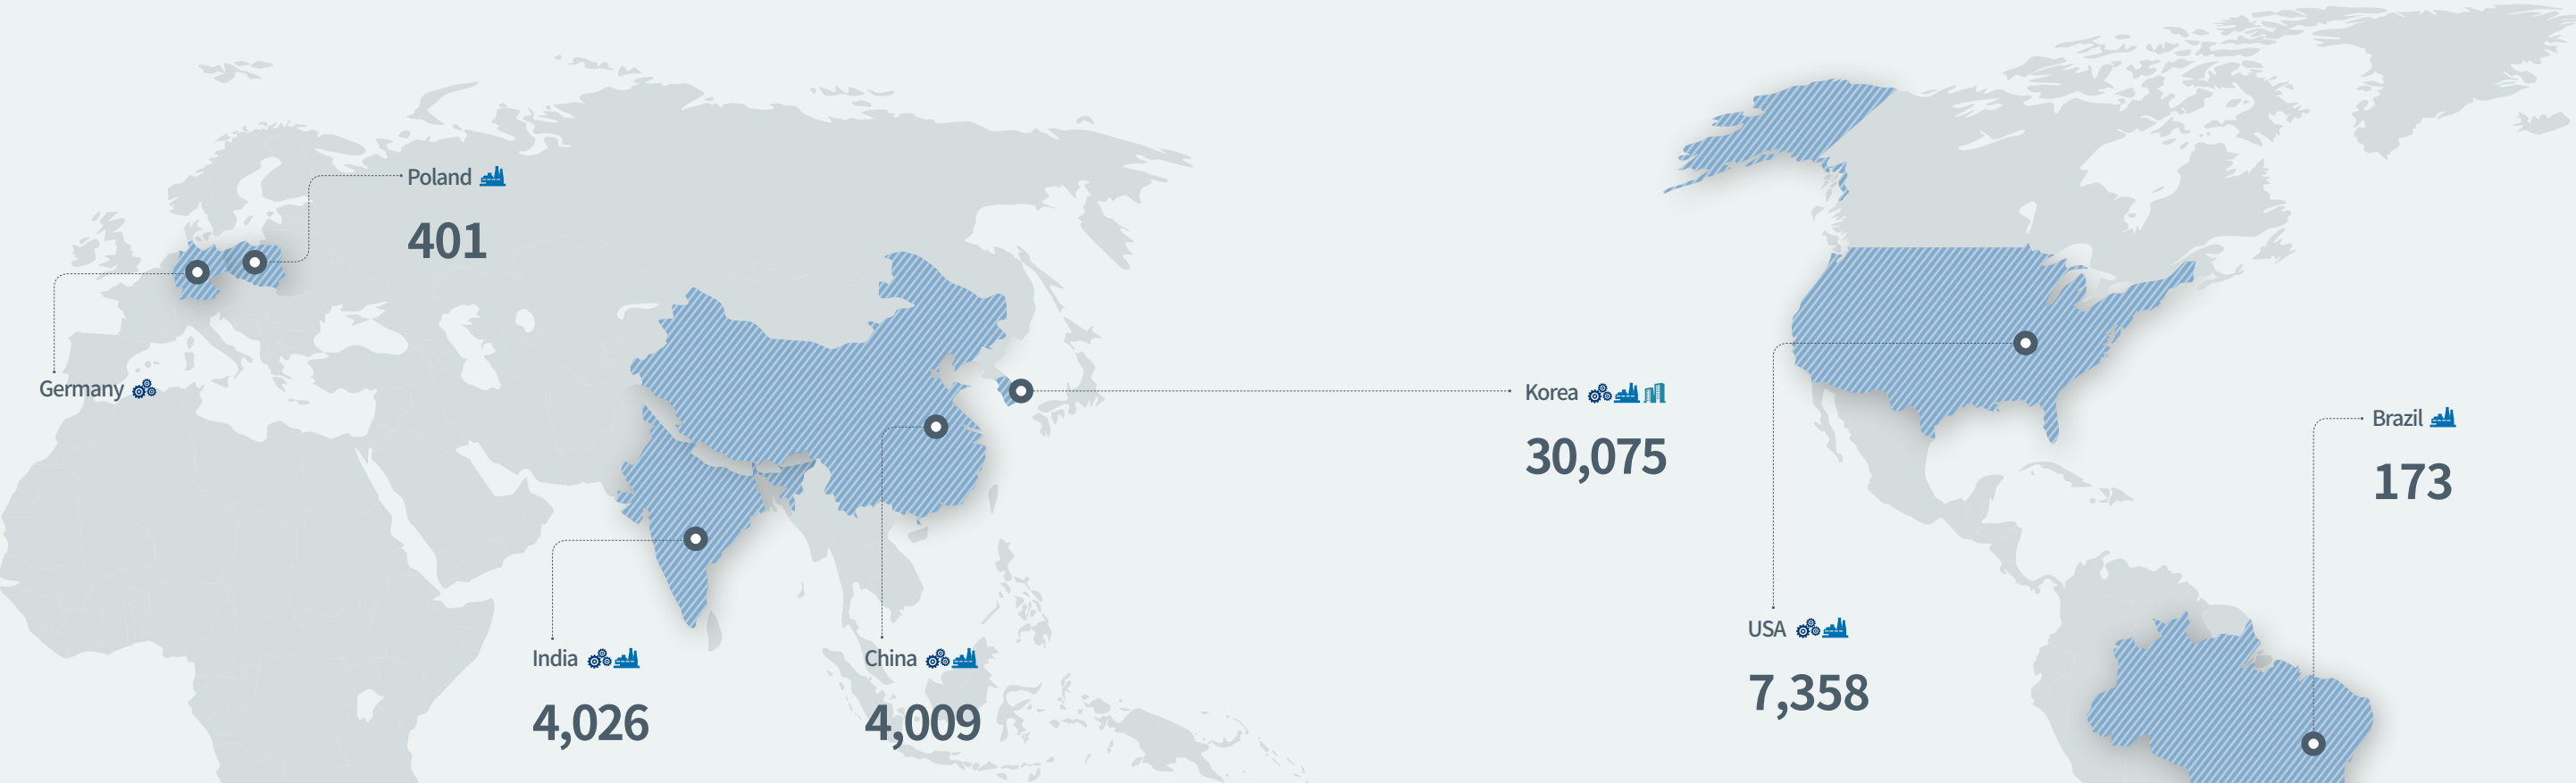 Poland
401
Germany
Korea
30,075
Brazil
173
USA
7,358
India
4,026
China
4,009